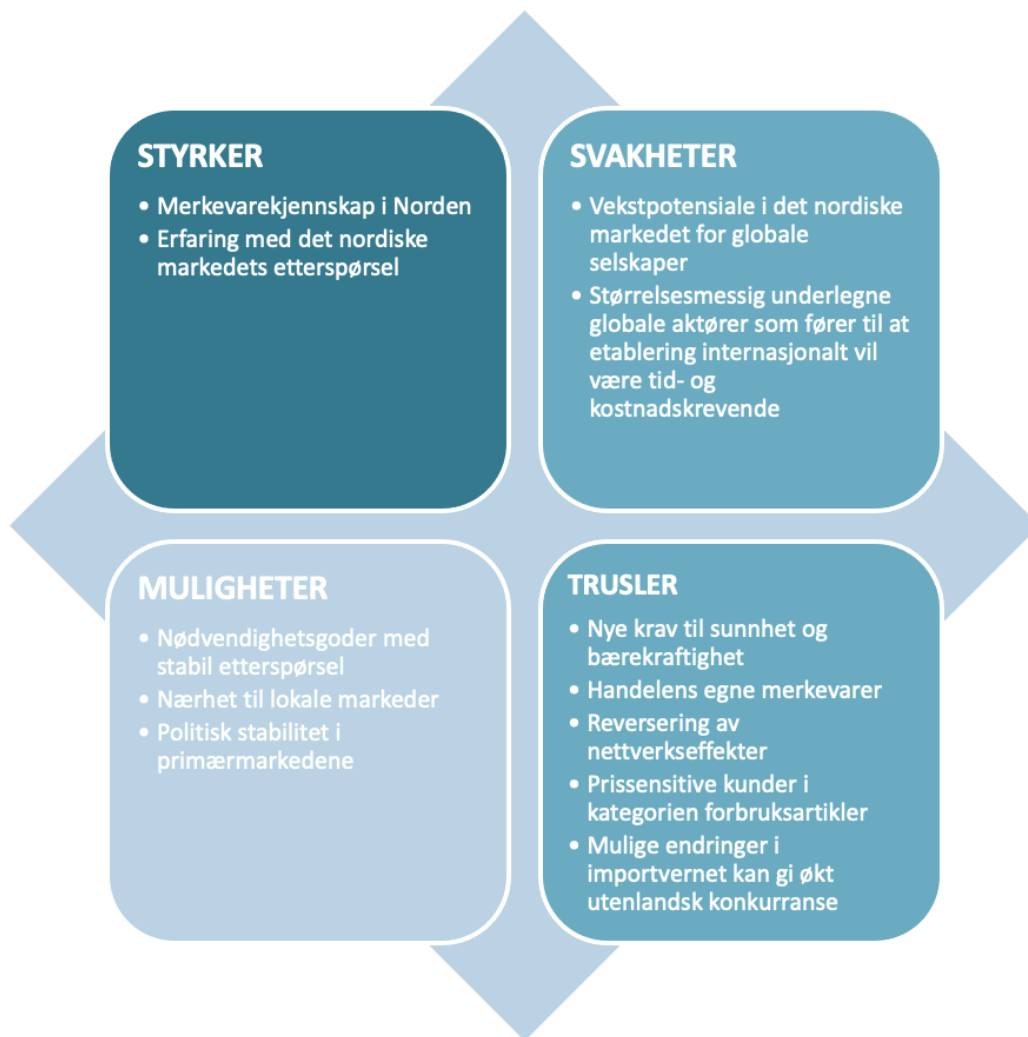 STYRKER
• Merkevarekjennskap i Norden
• Erfaring med det nordiske
markedets etterspørsel
SVAKHETER
• Vekstpotensiale i det nordiske
markedet for globale
selskaper
• Størrelsesmessig underlegne
globale aktører som fører til at
etablering internasjonalt vil
være tid- og
kostnadskrevende
MULIGHETER
• Nødvendighetsgoder med
stabil etterspørsel
• Nærhet til lokale markeder
• Politisk stabilitet i
primærmarkedene
TRUSLER
• Nye krav til sunnhet og
bærekraftighet
• Handelens egne merkevarer
• Reversering av
nettverkseffekter
• Prissensitive kunder i
kategorien forbruksartikler
• Mulige endringer i
importvernet kan gi økt
utenlandsk konkurranse